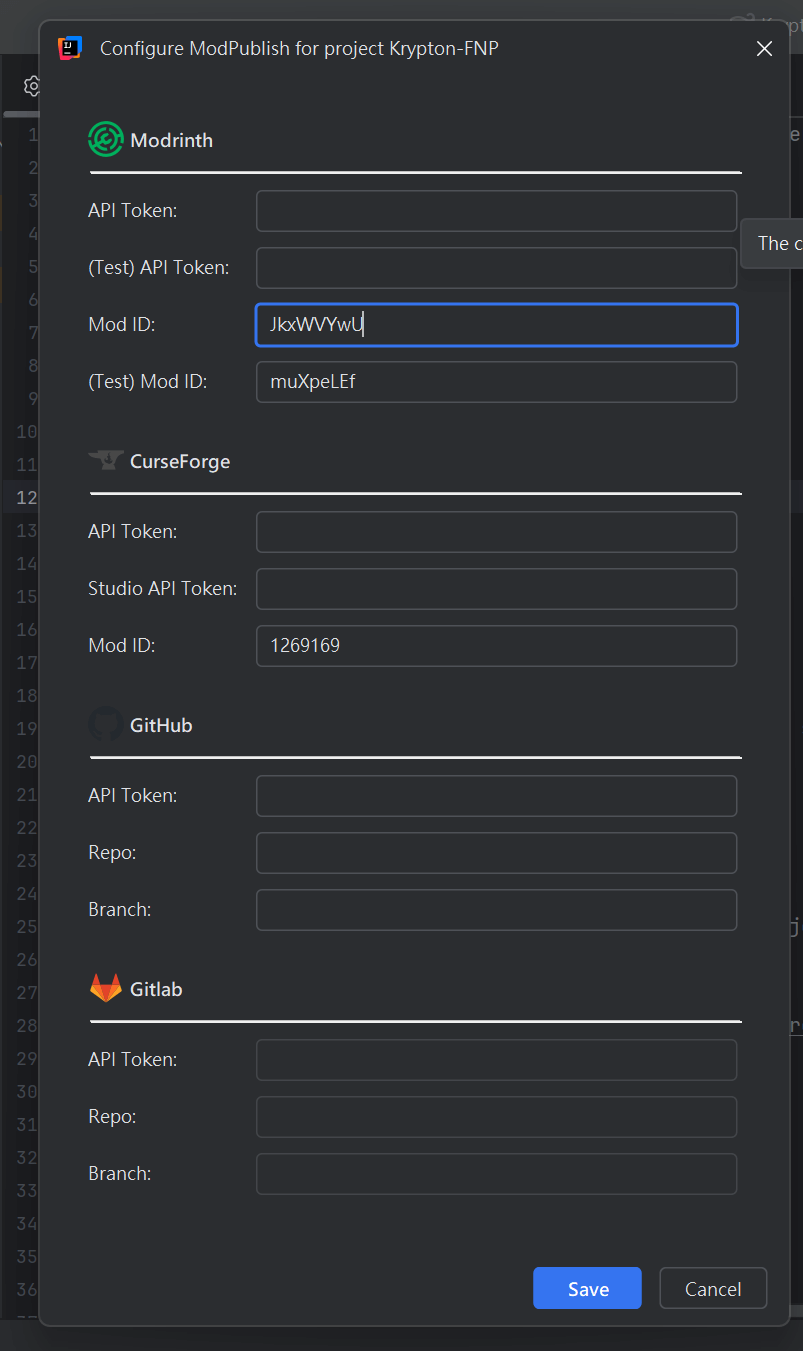 Configure ModPublish for project Krypton-FNP
Modrinth
API Token:
The c
(Test) API Token:
Mod ID: JkxWVYwU
(Test) Mod ID: muXpeLEf
CurseForge
API Token:
Studio API Token:
Mod ID: 1269169
GitHub
API Token:
Repo:
Branch:
Gitlab
API Token:
Repo:
Branch:
Save Cancel
1
2
3
4
5
6
7
8
9
10
11
12
13
14
15
16
17
18
19
20
21
22
23
24
25
26
27
28
29
30
31
32
33
34
35
36